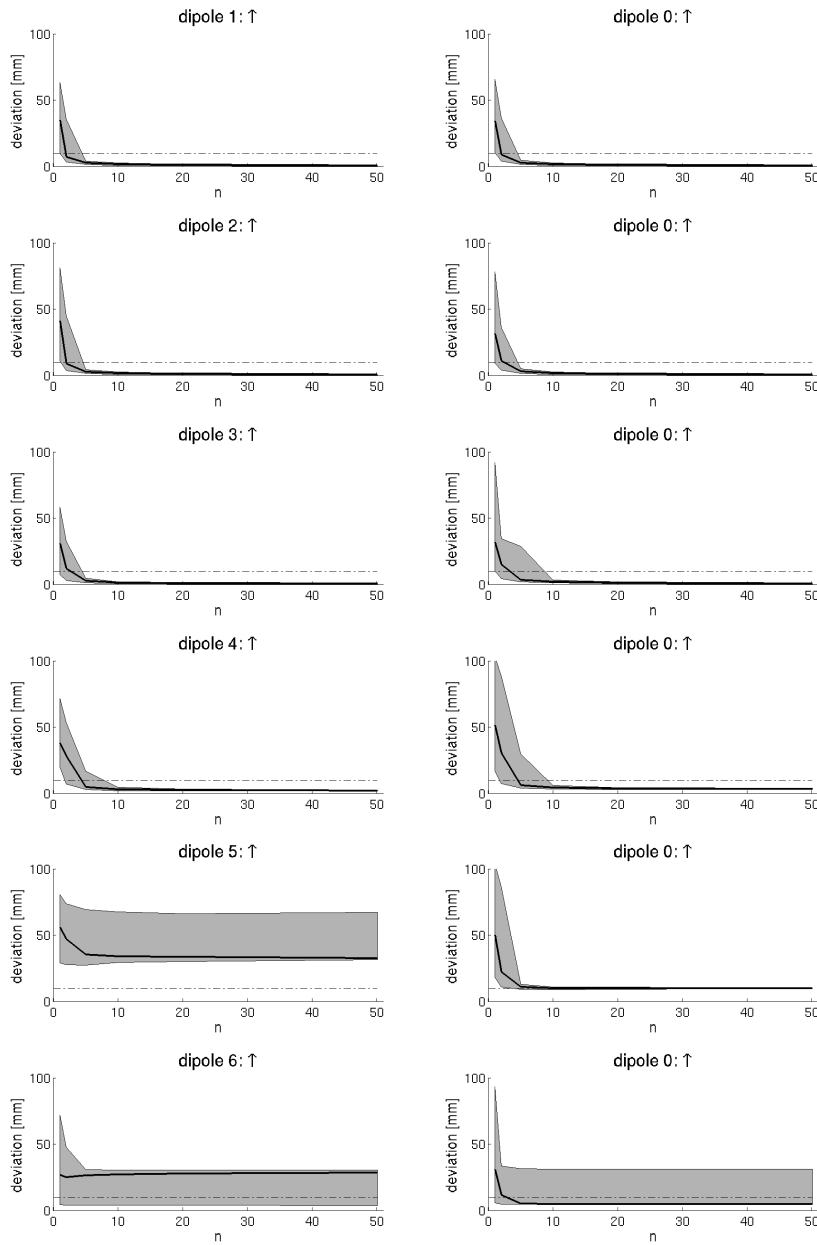 dipole 1: ↑ dipole 0: ↑
100 100
deviation [mm] deviation [mm]
50 50
0 0
0 10 20 30 40 50 0 10 20 30 40 50
n n
dipole 2: ↑ dipole 0: ↑
100 100
deviation [mm] deviation [mm]
50 50
0 0
0 10 20 30 40 50 0 10 20 30 40 50
n n
dipole 3: ↑ dipole 0: ↑
100 100
deviation [mm] deviation [mm]
50 50
0 0
0 10 20 30 40 50 0 10 20 30 40 50
n n
dipole 4: ↑ dipole 0: ↑
100 100
deviation [mm] deviation [mm]
50 50
0 0
0 10 20 30 40 50 0 10 20 30 40 50
n n
dipole 5: ↑ dipole 0: ↑
100 100
deviation [mm] deviation [mm]
50 50
0 0
0 10 20 30 40 50 0 10 20 30 40 50
n n
dipole 6: ↑ dipole 0: ↑
100 100
deviation [mm] deviation [mm]
50 50
0 0
0 10 20 30 40 50 0 10 20 30 40 50
n n